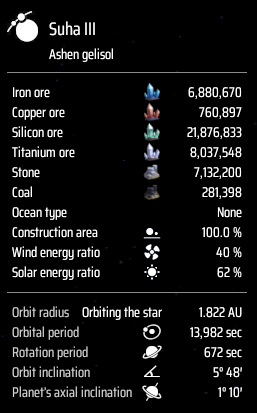 Suha III
Ashen gelisol
Iron ore 6,880,670
Copper ore 760,897
Silicon ore 21,876,833
Titanium ore 8,037,548
Stone 7,132,200
Coal 281,398
Ocean type None
Construction area 100.0 %
Wind energy ratio 40 %
Solar energy ratio 62 %
Orbit radius Orbiting the star 1.822 AU
Orbital period 13,982 sec
Rotation period 672 sec
Orbit inclination 5° 48'
Planet's axial inclination 1° 10'